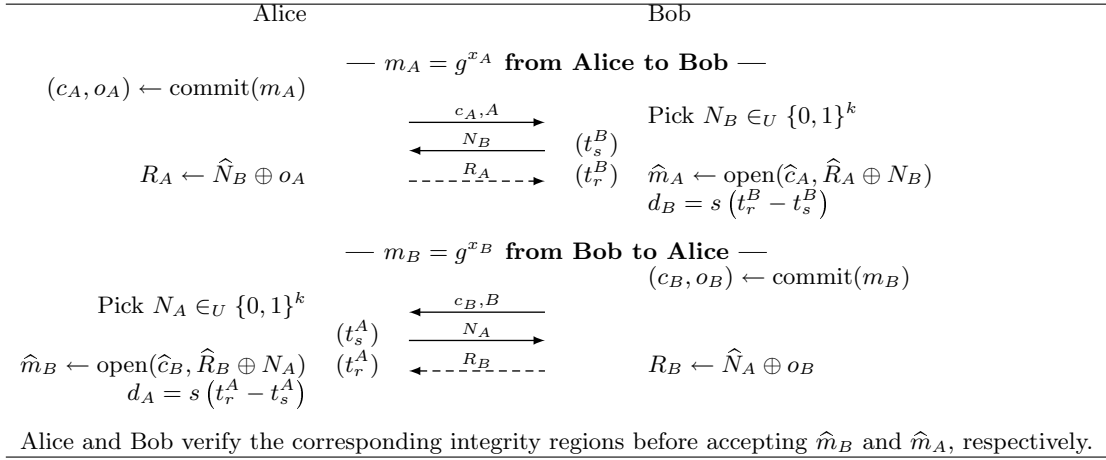 Alice Bob
— m_A = g^{x_A} from Alice to Bob —
(c_A, o_A) ← commit(m_A)
c_A, A Pick N_B ∈_U {0, 1}^k
N_B (t_s^B)
R_A ← N̂_B ⊕ o_A R_A (t_r^B) m̂_A ← open(ĉ_A, R̂_A ⊕ N_B)
d_B = s (t_r^B − t_s^B)
— m_B = g^{x_B} from Bob to Alice —
(c_B, o_B) ← commit(m_B)
Pick N_A ∈_U {0, 1}^k c_B, B
(t_s^A) N_A
m̂_B ← open(ĉ_B, R̂_B ⊕ N_A) (t_r^A) R_B R_B ← N̂_A ⊕ o_B
d_A = s (t_r^A − t_s^A)
Alice and Bob verify the corresponding integrity regions before accepting m̂_B and m̂_A, respectively.